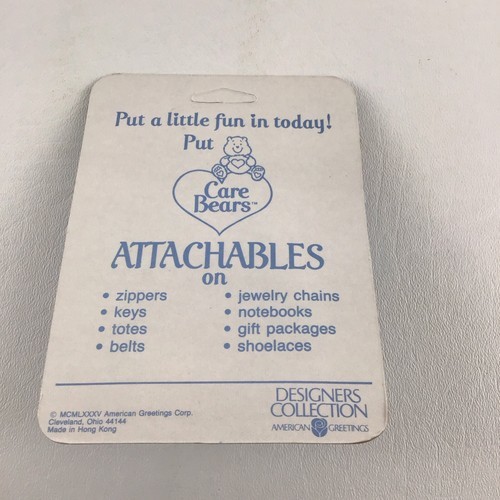 Put a little fun in today!
Put
Care
Bears™
ATTACHABLES
on
• zippers
• keys
• totes
• belts
• jewelry chains
• notebooks
• gift packages
• shoelaces
© MCMLXXXV American Greetings Corp.
Cleveland, Ohio 44144
Made in Hong Kong
DESIGNERS
COLLECTION
AMERICAN GREETINGS